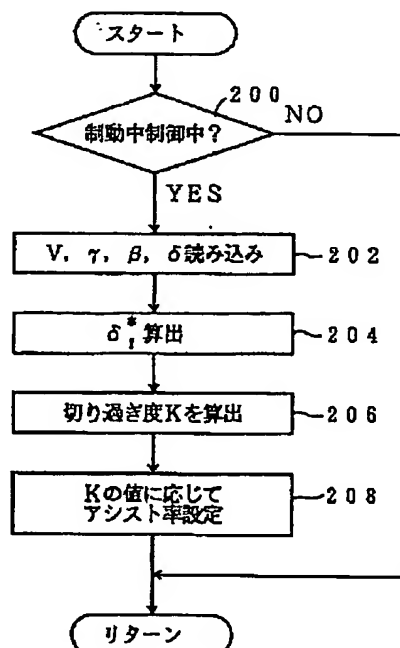 スタート
200
制動中制御中?
NO
YES
V, γ, β, δ読み込み
202
δ_f^* 算出
204
切り過ぎ度Kを算出
206
Kの値に応じて
アシスト率設定
208
リターン